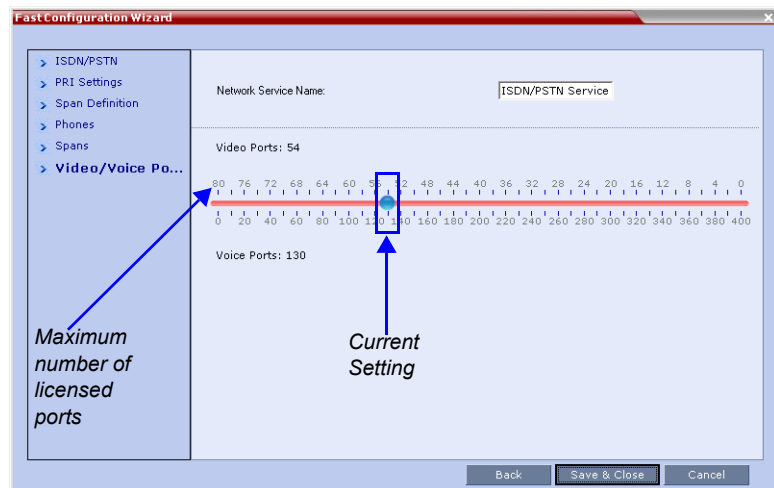 Fast Configuration Wizard
ISDN/PSTN
PRI Settings
Span Definition
Phones
Spans
Video/Voice Po...
Network Service Name:
ISDN/PSTN Service
Video Ports: 54
80 76 72 68 64 60 56 52 48 44 40 36 32 28 24 20 16 12 8 4 0
0 20 40 60 80 100 120 140 160 180 200 220 240 260 280 300 320 340 360 380 400
Voice Ports: 130
Maximum
number of
licensed
ports
Current
Setting
Back
Save & Close
Cancel